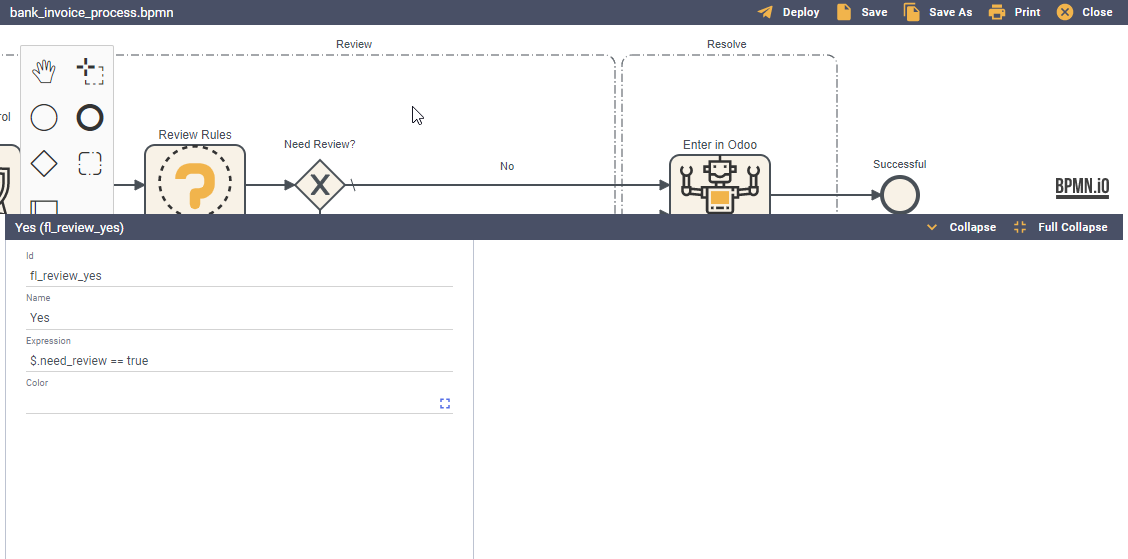 bank_invoice_process.bpmn
Deploy
Save
Save As
Print
Close
Review
Resolve
rol
Review Rules
Need Review?
No
Enter in Odoo
Successful
BPMN.iO
Yes (fl_review_yes)
Collapse
Full Collapse
Id
fl_review_yes
Name
Yes
Expression
$.need_review == true
Color